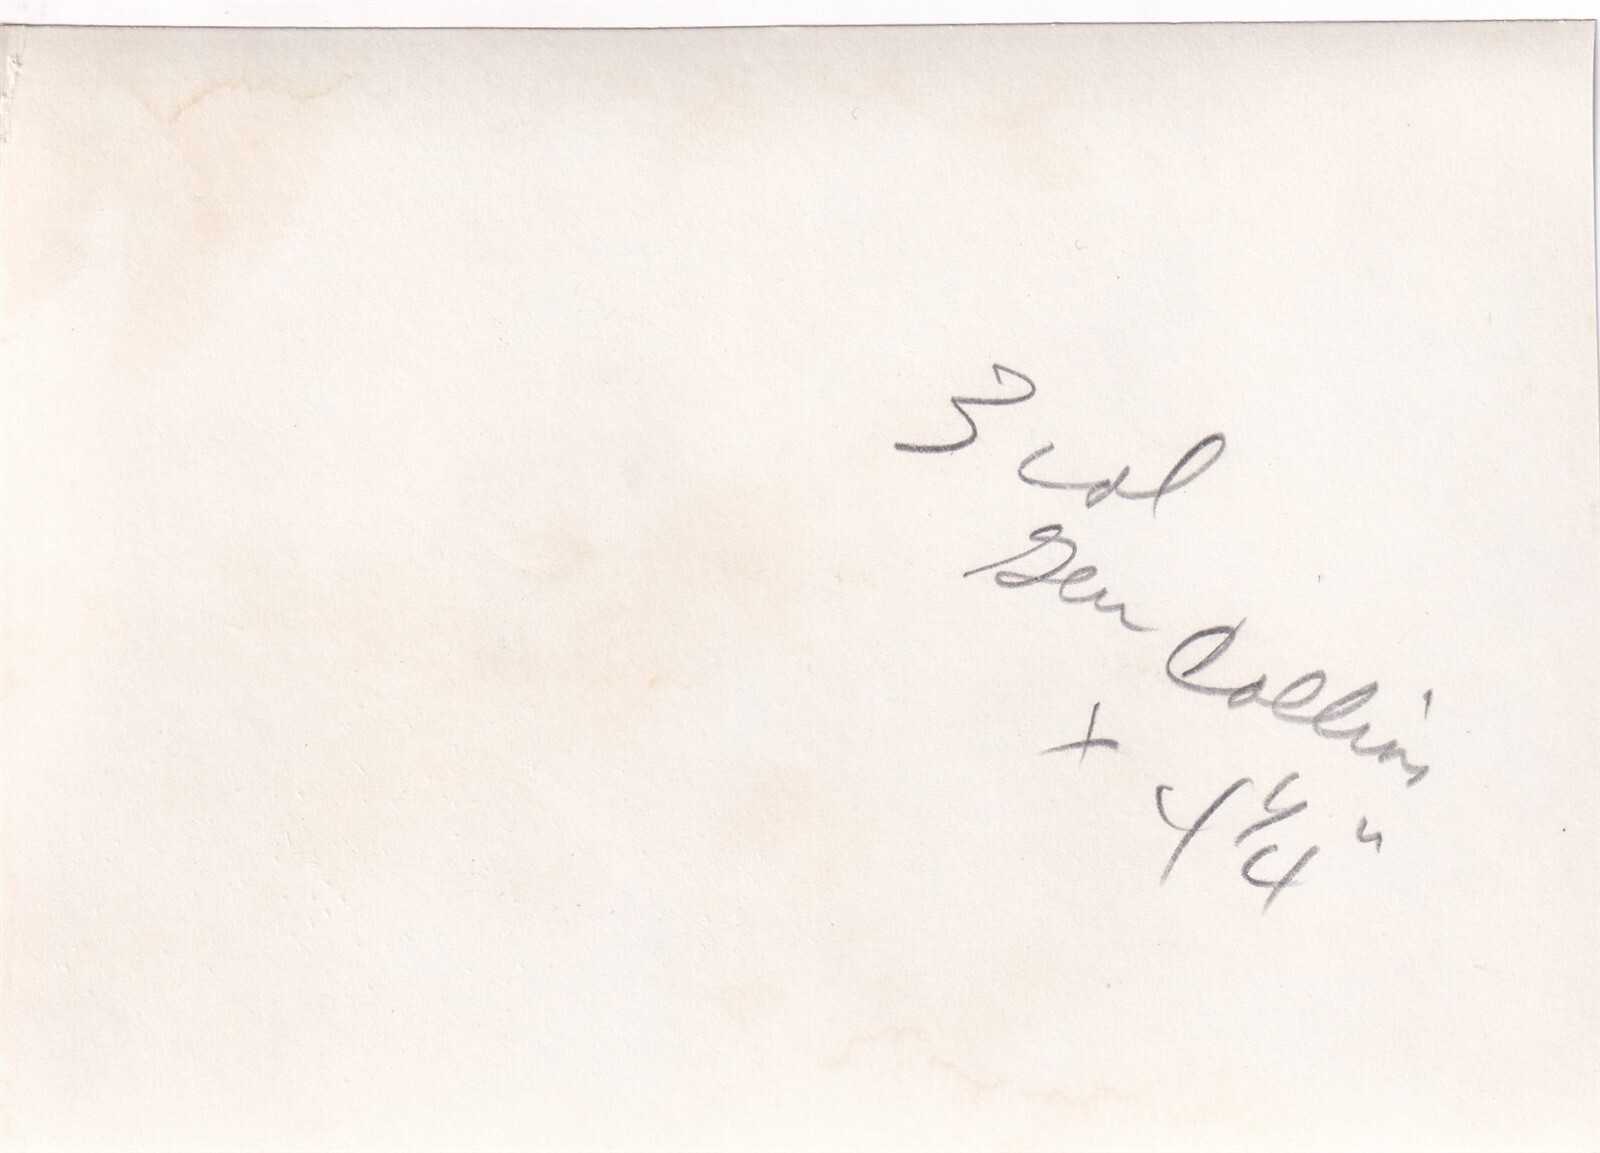 3 col
Gen Collins
+ 4 1/4"